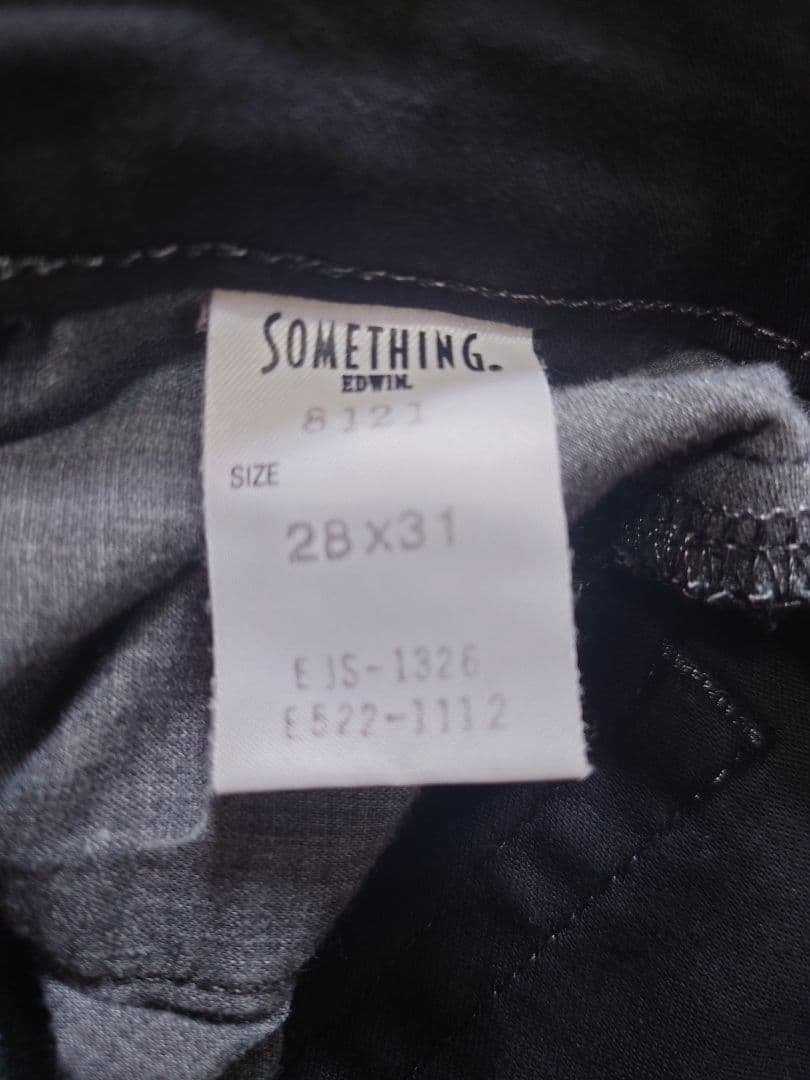 SOMETHING.
EDWIN.
8121
SIZE
28X31
EJS-1326
E522-1112